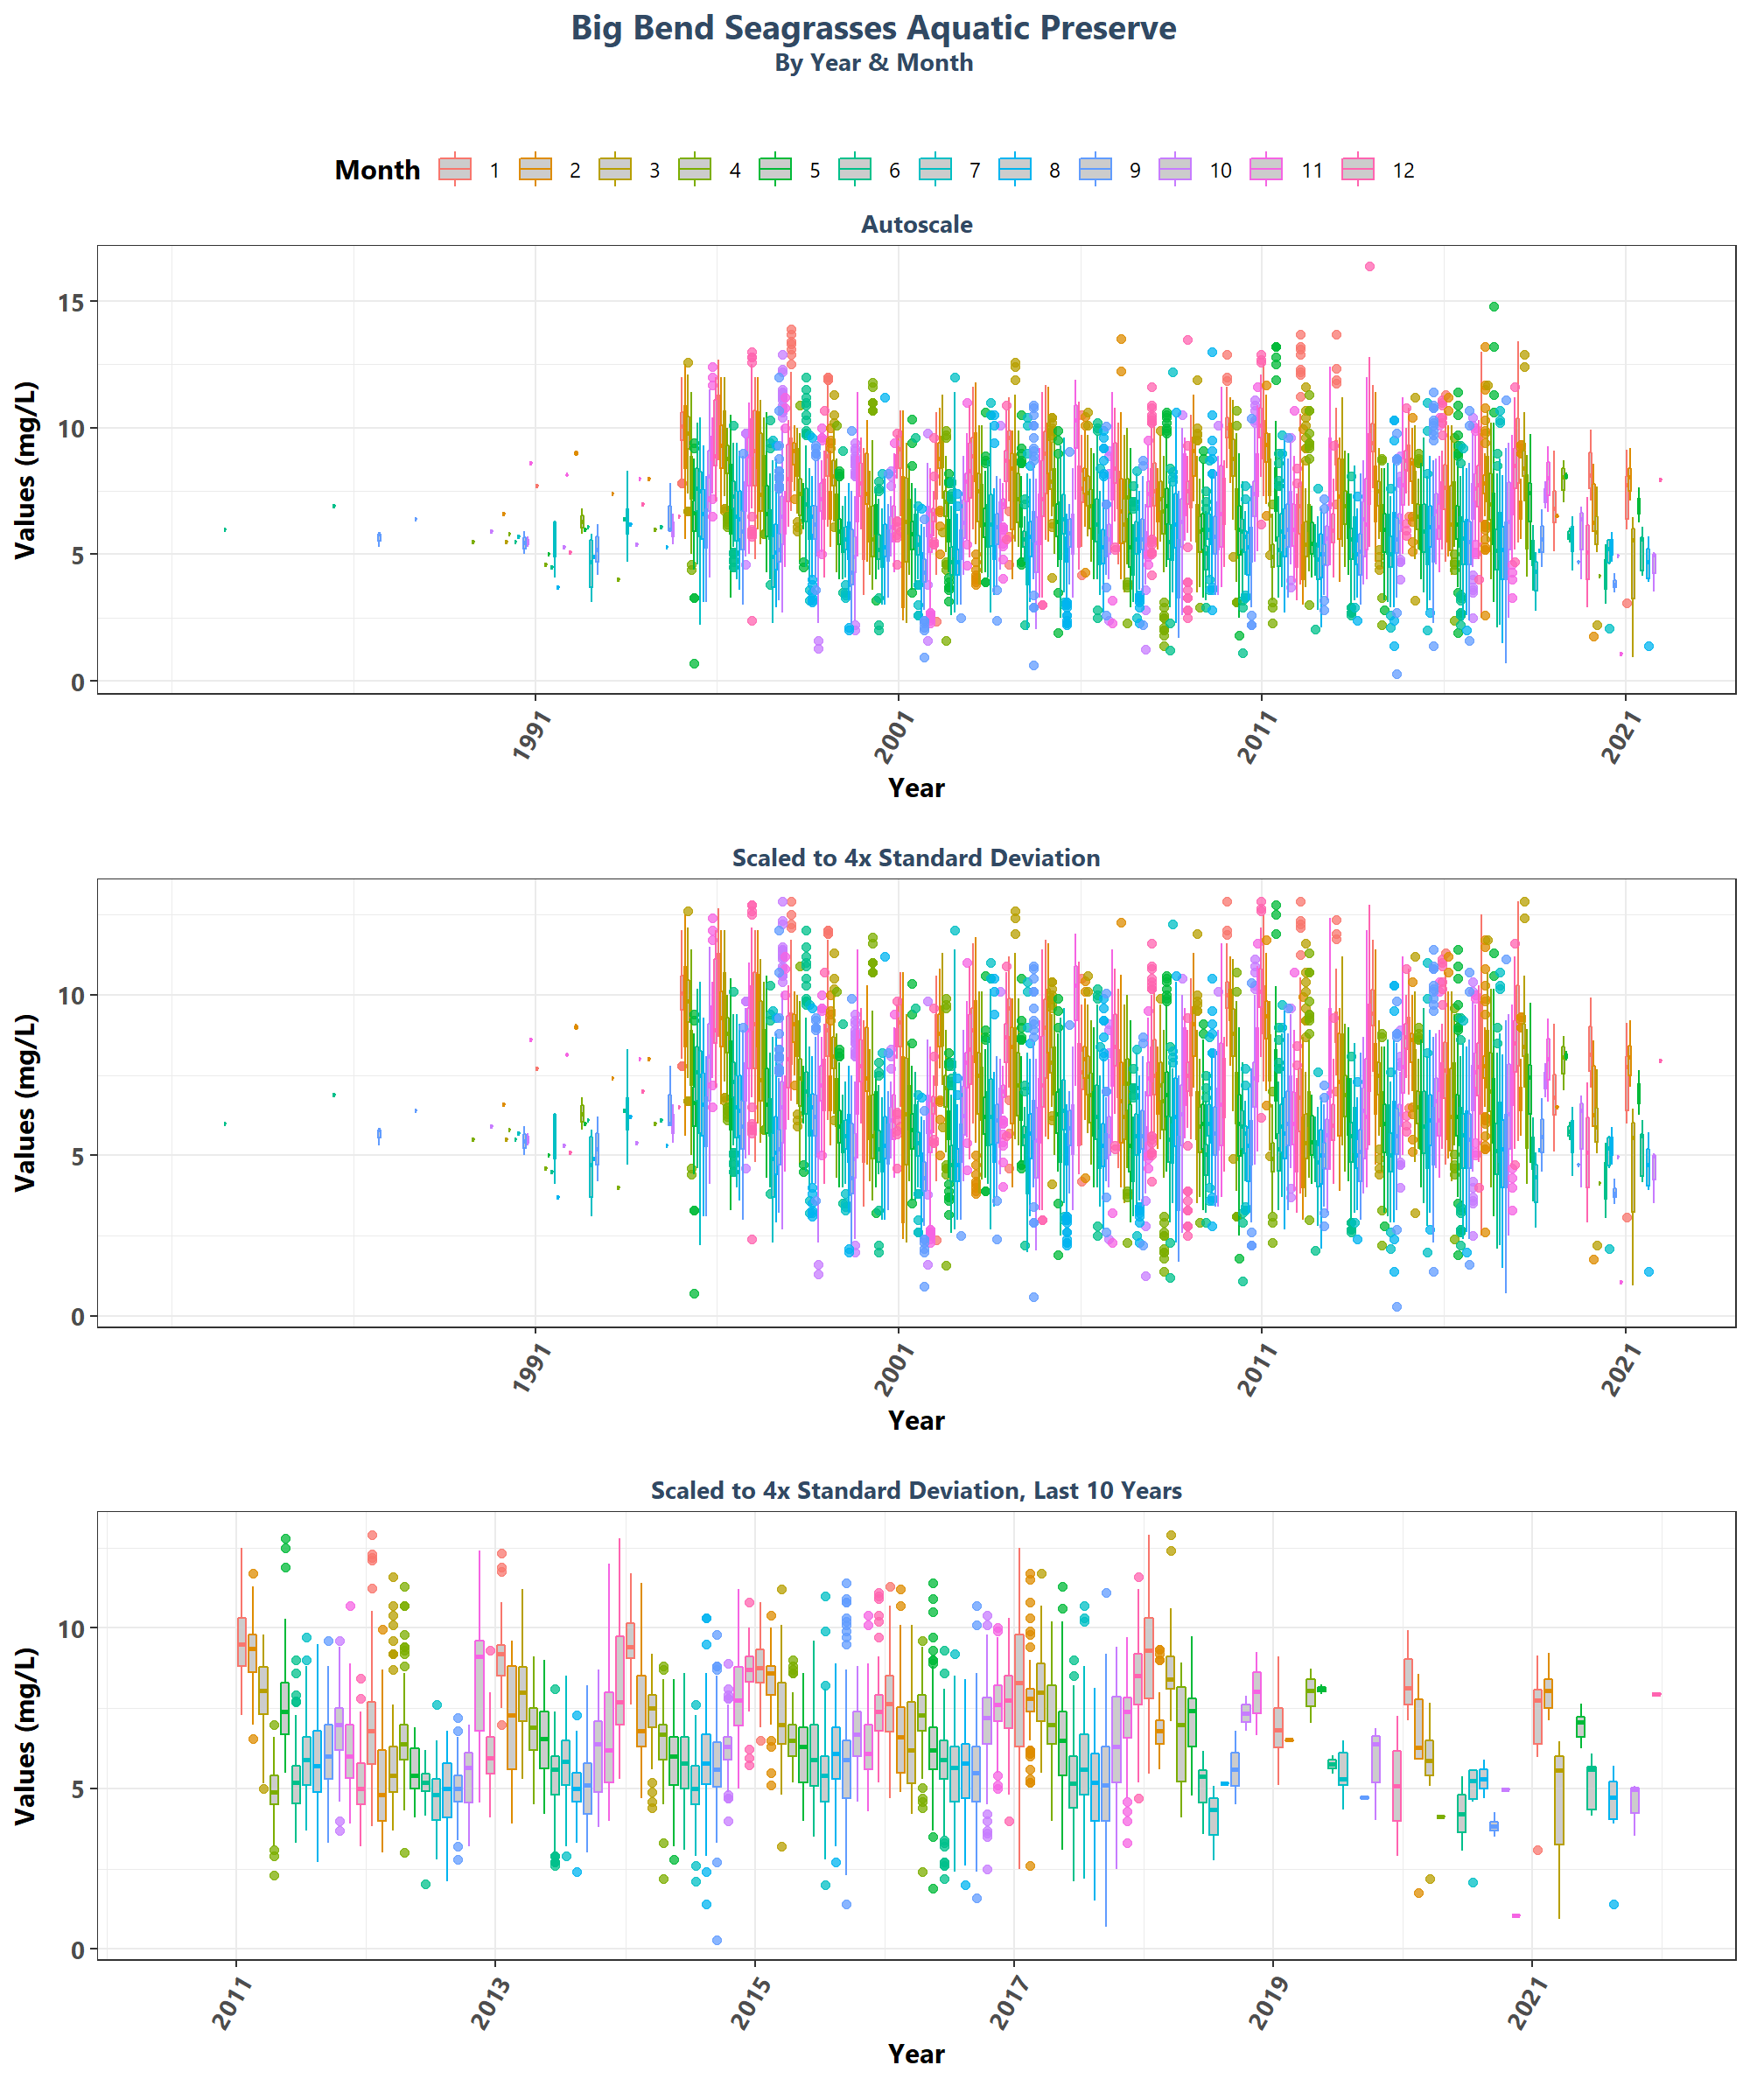 Big Bend Seagrasses Aquatic Preserve
By Year & Month
Month 1 2 3 4 5 6 7 8 9 10 11 12
Autoscale
Values (mg/L)
15
10
5
0
1991 2001 2011 2021
Year
Scaled to 4x Standard Deviation
Values (mg/L)
10
5
0
1991 2001 2011 2021
Year
Scaled to 4x Standard Deviation, Last 10 Years
Values (mg/L)
10
5
0
2011 2013 2015 2017 2019 2021
Year